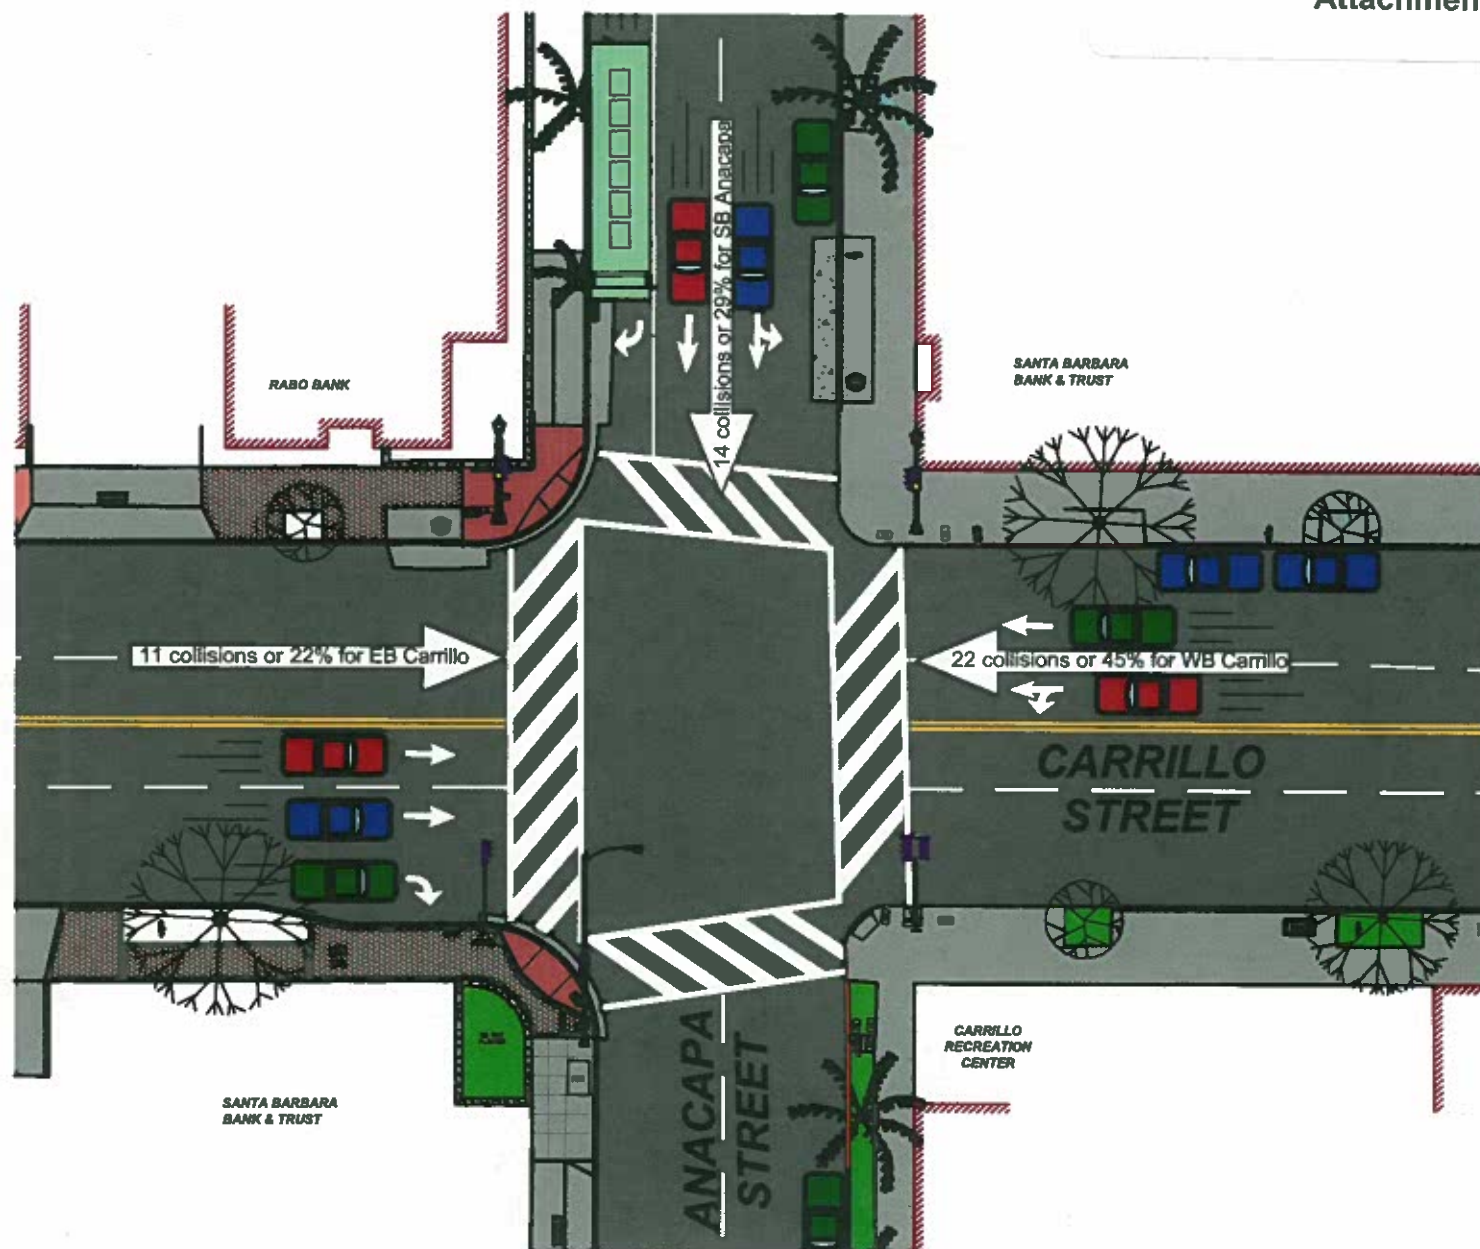 Attachmen
14 collisions or 29% for SB Anacapa
RABO BANK
SANTA BARBARA
BANK & TRUST
11 collisions or 22% for EB Carrillo
22 collisions or 45% for WB Carrillo
CARRILLO
STREET
ANACAPA
STREET
CARRILLO
RECREATION
CENTER
SANTA BARBARA
BANK & TRUST